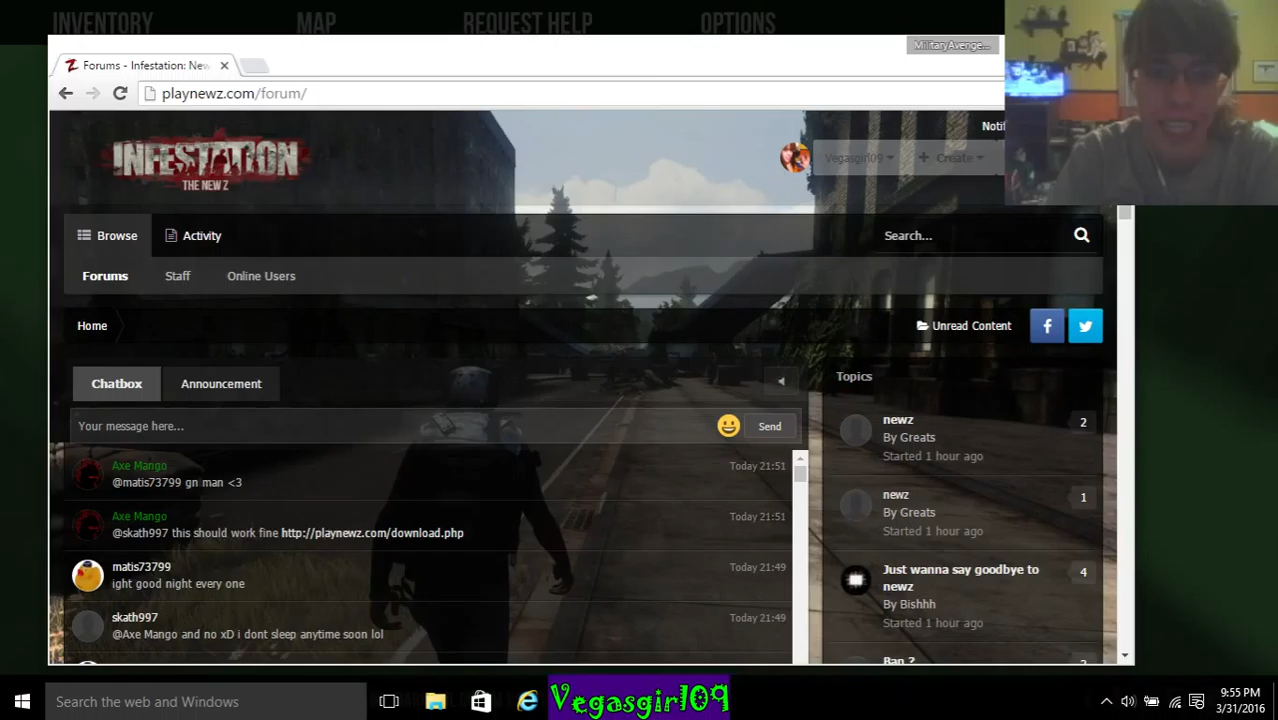 INVENTORY
MAP
REQUEST HELP
OPTIONS
MilitaryAvenge...
Forums - Infestation: New
playnewz.com/forum/
INFESTATION
THE NEW Z
Notif
Vegasgirl09
+ Create
Browse
Activity
Search...
Forums
Staff
Online Users
Home
Unread Content
Chatbox
Announcement
Topics
Your message here...
Send
newz
2
By Greats
Started 1 hour ago
Axe Mango
Today 21:51
@matis73799 gn man <3
newz
1
By Greats
Started 1 hour ago
Axe Mango
Today 21:51
@skath997 this should work fine http://playnewz.com/download.php
matis73799
Today 21:49
ight good night every one
Just wanna say goodbye to
newz
4
By Bishhh
Started 1 hour ago
skath997
Today 21:49
@Axe Mango and no xD i dont sleep anytime soon lol
Ban ?
2
Search the web and Windows
Vegasgirl09
9:55 PM
3/31/2016